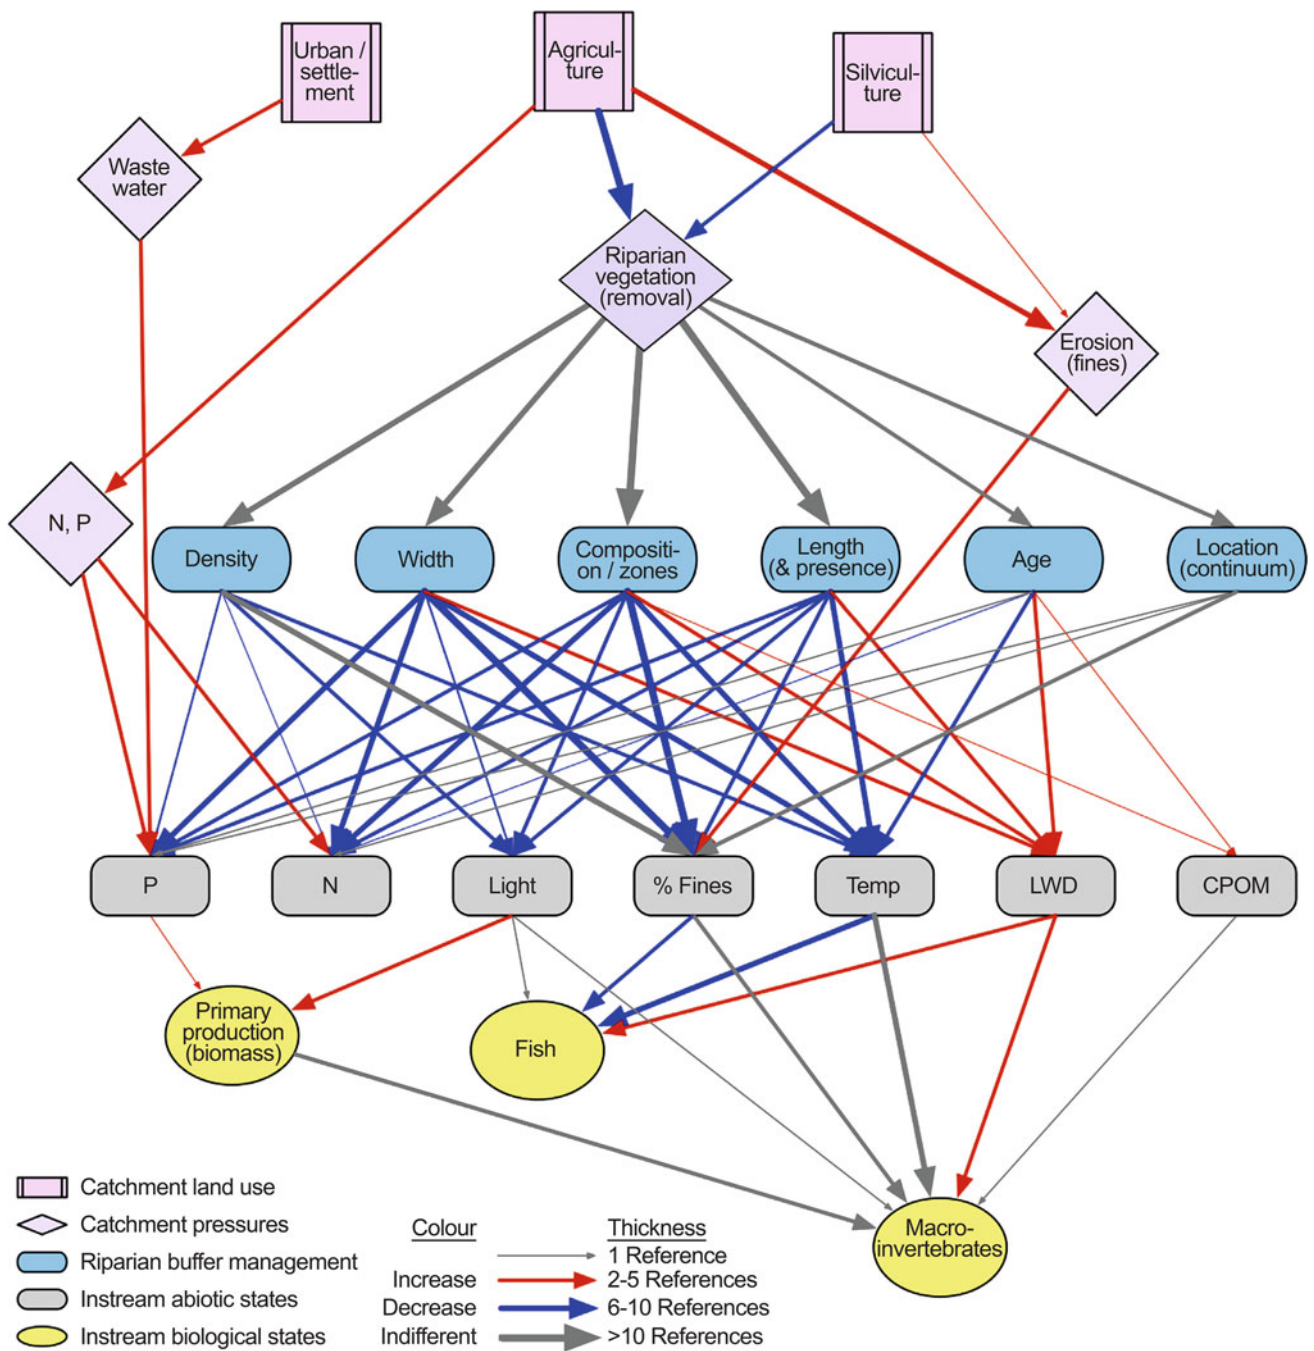 Urban /
settle-
ment
Agricul-
ture
Silvicul-
ture
Waste
water
Riparian
vegetation
(removal)
Erosion
(fines)
N, P
Density
Width
Compositi-
on / zones
Length
(& presence)
Age
Location
(continuum)
P
N
Light
% Fines
Temp
LWD
CPOM
Primary
production
(biomass)
Fish
Macro-
invertebrates
Catchment land use
Catchment pressures
Riparian buffer management
Instream abiotic states
Instream biological states
Colour
Thickness
1 Reference
Increase
2-5 References
Decrease
6-10 References
Indifferent
>10 References